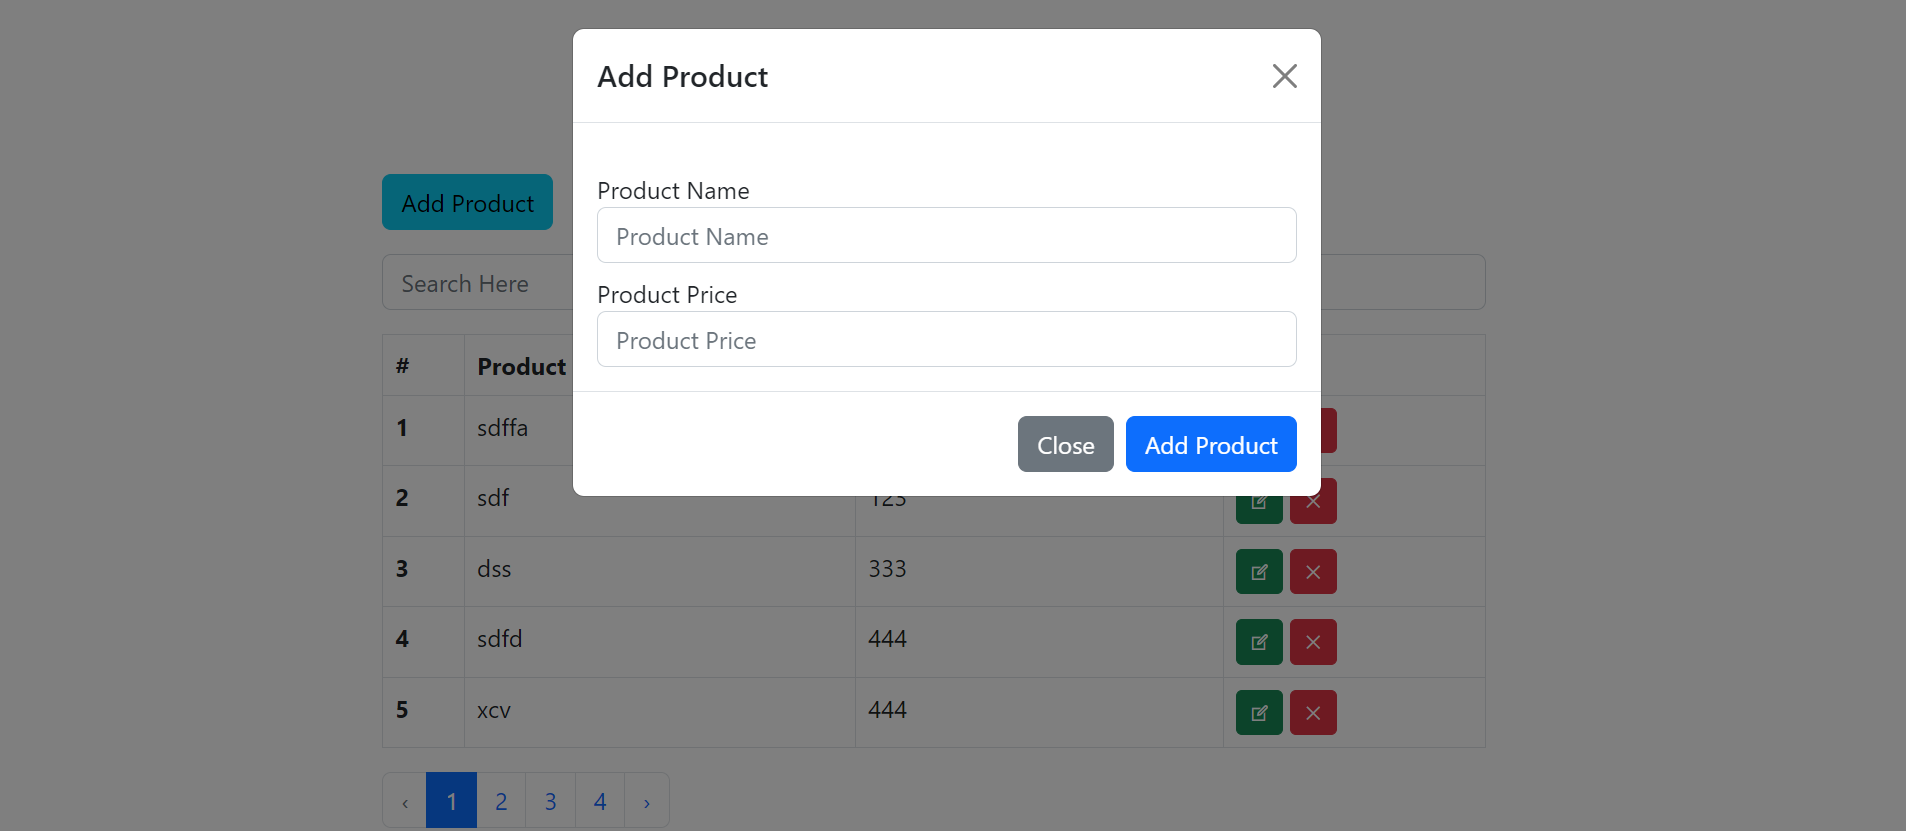 Add Product
Product Name
Product Name
Product Price
Product Price
Close Add Product
Add Product
Search Here
# Product
1 sdffa
2 sdf 123
3 dss 333
4 sdfd 444
5 xcv 444
‹ 1 2 3 4 ›